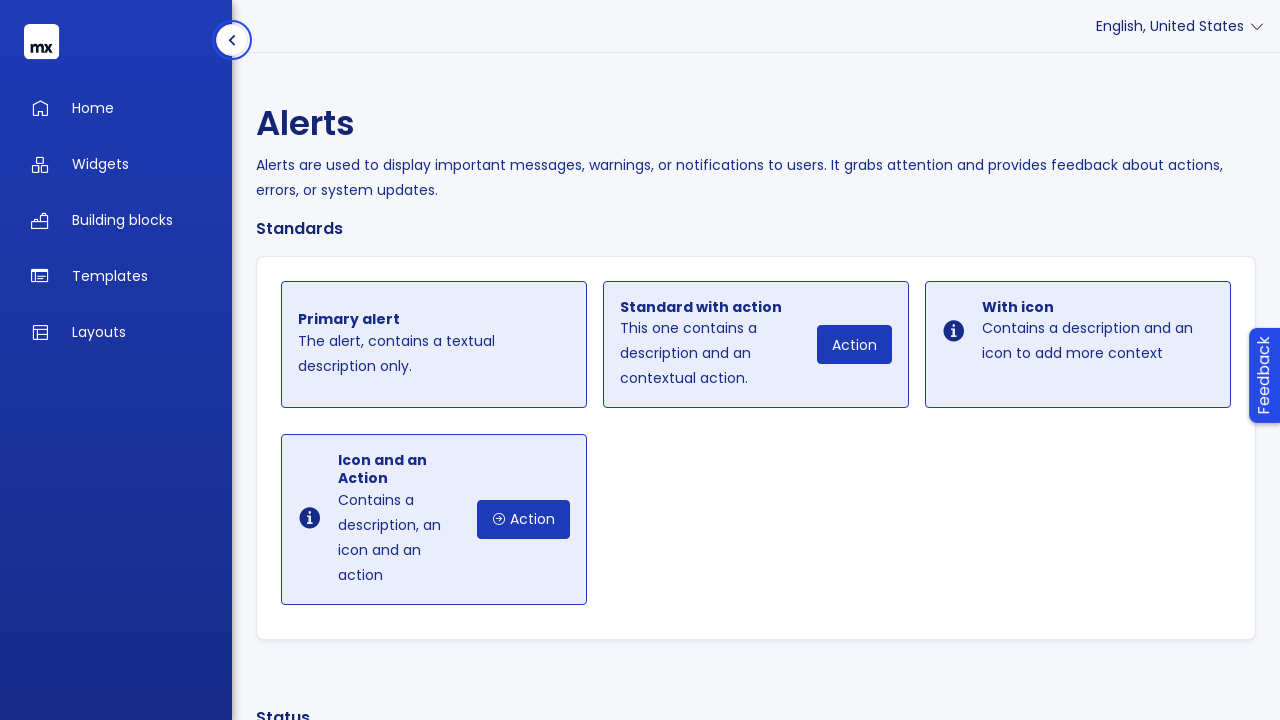 mx
Home
Widgets
Building blocks
Templates
Layouts
English, United States
Alerts
Alerts are used to display important messages, warnings, or notifications to users. It grabs attention and provides feedback about actions,
errors, or system updates.
Standards
Primary alert
The alert, contains a textual
description only.
Standard with action
This one contains a
description and an
contextual action.
Action
With icon
Contains a description and an
icon to add more context
Icon and an
Action
Contains a
description, an
icon and an
action
Action
Feedback
Status